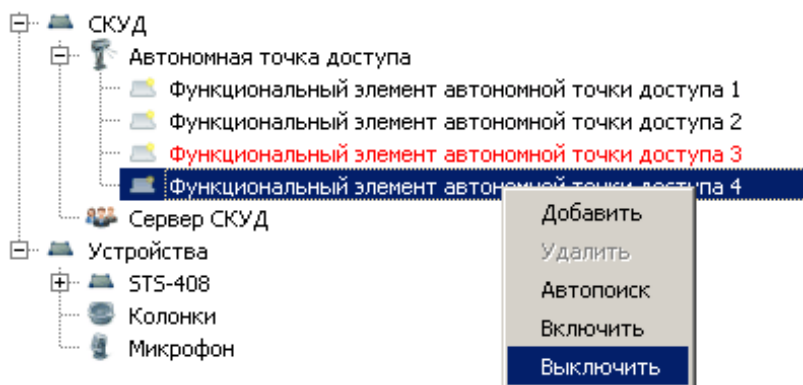 СКУД
Автономная точка доступа
Функциональный элемент автономной точки доступа 1
Функциональный элемент автономной точки доступа 2
Функциональный элемент автономной точки доступа 3
Функциональный элемент автономной точки доступа 4
Добавить
Сервер СКУД
Удалить
Устройства
STS-408
Автопоиск
Колонки
Включить
Микрофон
Выключить